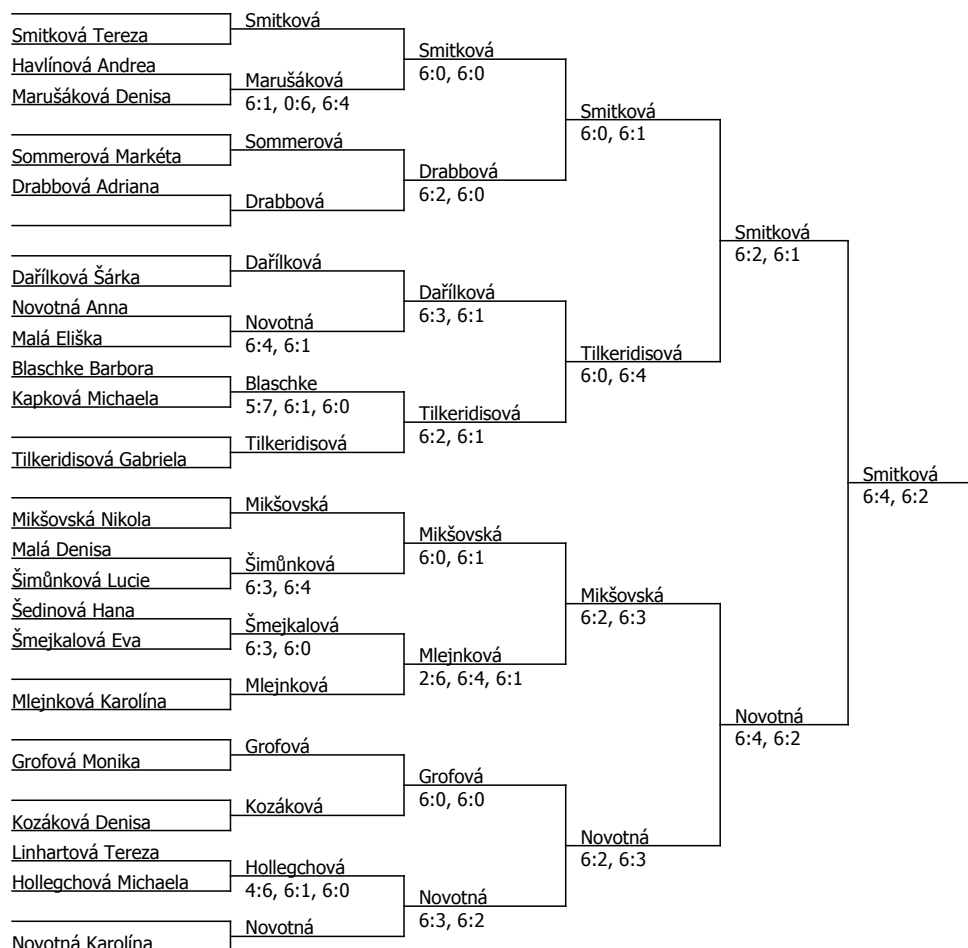 Smitková
Smitková Tereza
Smitková
6:0, 6:0
Havlínová Andrea
Marušáková
6:1, 0:6, 6:4
Marušáková Denisa
Smitková
6:0, 6:1
Sommerová
Sommerová Markéta
Drabbová
6:2, 6:0
Drabbová Adriana
Drabbová
Smitková
6:2, 6:1
Dařílková
Dařílková Šárka
Dařílková
6:3, 6:1
Novotná Anna
Novotná
6:4, 6:1
Malá Eliška
Tilkeridisová
6:0, 6:4
Blaschke Barbora
Blaschke
5:7, 6:1, 6:0
Kapková Michaela
Tilkeridisová
6:2, 6:1
Tilkeridisová
Tilkeridisová Gabriela
Smitková
6:4, 6:2
Mikšovská
Mikšovská Nikola
Mikšovská
6:0, 6:1
Malá Denisa
Šimůnková
6:3, 6:4
Šimůnková Lucie
Mikšovská
6:2, 6:3
Šedinová Hana
Šmejkalová
6:3, 6:0
Šmejkalová Eva
Mlejnková
2:6, 6:4, 6:1
Mlejnková
Mlejnková Karolína
Novotná
6:4, 6:2
Grofová
Grofová Monika
Grofová
6:0, 6:0
Kozáková
Kozáková Denisa
Novotná
6:2, 6:3
Linhartová Tereza
Hollegchová
4:6, 6:1, 6:0
Hollegchová Michaela
Novotná
6:3, 6:2
Novotná
Novotná Karolína